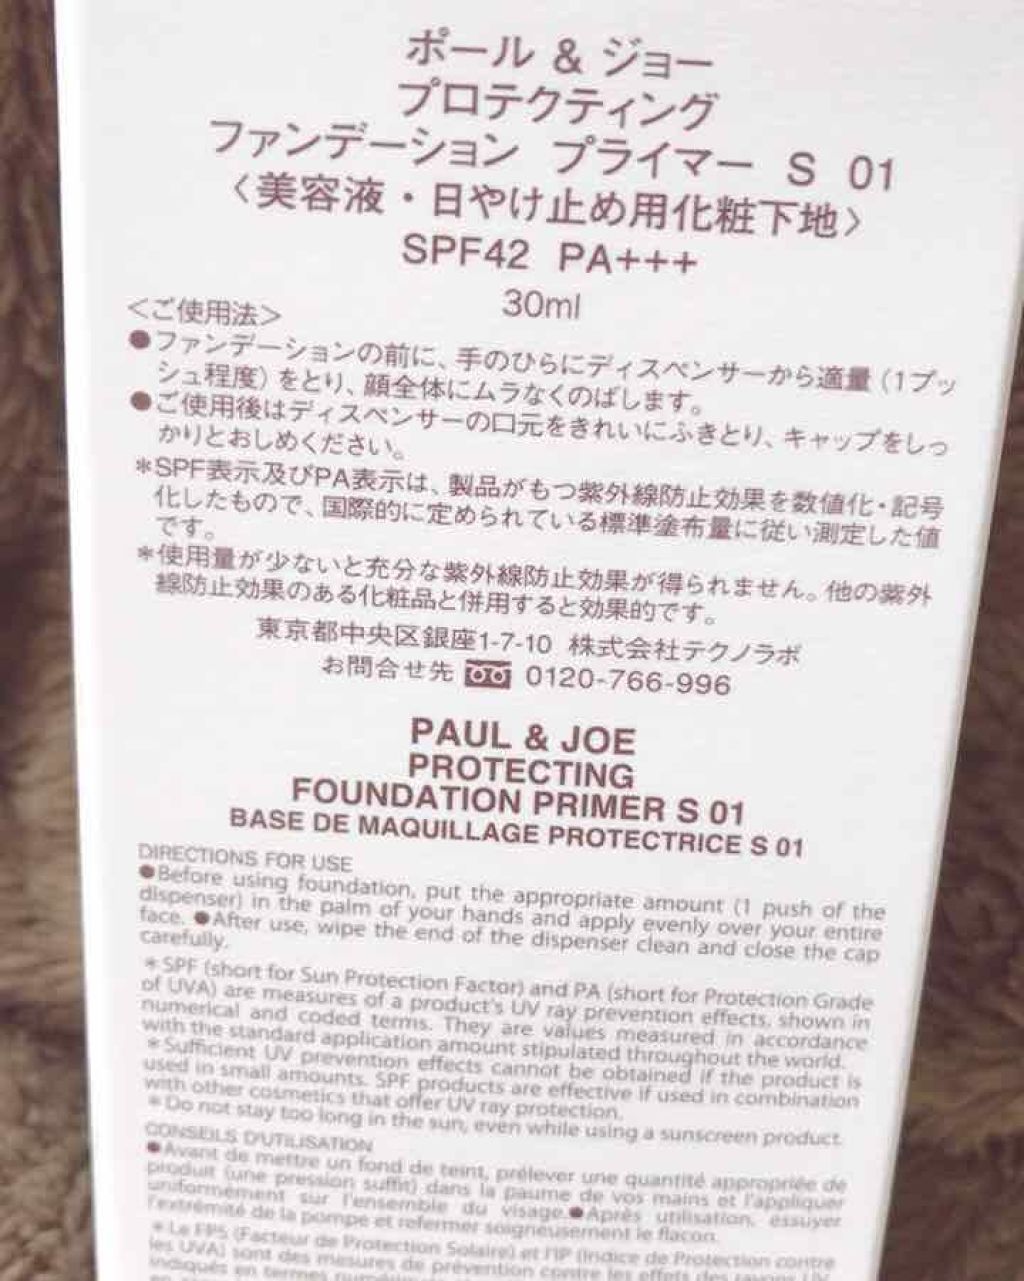 ポール & ジョー
プロテクティング
ファンデーション プライマー S 01
〈美容液・日やけ止め用化粧下地〉
SPF42 PA+++
30ml
＜ご使用法＞
●ファンデーションの前に、手のひらにディスペンサーから適量（1プッ
シュ程度）をとり、顔全体にムラなくのばします。
●ご使用後はディスペンサーの口元をきれいにふきとり、キャップをしっ
かりとおしめください。
＊SPF表示及びPA表示は、製品がもつ紫外線防止効果を数値化・記号
化したもので、国際的に定められている標準塗布量に従い測定した値
です。
＊使用量が少ないと充分な紫外線防止効果が得られません。他の紫外
線防止効果のある化粧品と併用すると効果的です。
東京都中央区銀座1-7-10 株式会社テクノラボ
お問合せ先 0120-766-996
PAUL & JOE
PROTECTING
FOUNDATION PRIMER S 01
BASE DE MAQUILLAGE PROTECTRICE S 01
DIRECTIONS FOR USE
●Before using foundation, put the appropriate amount (1 push of the
dispenser) in the palm of your hands and apply evenly over your entire
face. ●After use, wipe the end of the dispenser clean and close the cap
carefully.
＊SPF (short for Sun Protection Factor) and PA (short for Protection Grade
of UVA) are measures of a product's UV ray prevention effects, shown in
numerical and coded terms. They are values measured in accordance
with the standard application amount stipulated throughout the world.
＊Sufficient UV prevention effects cannot be obtained if the product is
used in small amounts. SPF products are effective if used in combination
with other cosmetics that offer UV ray protection.
＊Do not stay too long in the sun, even while using a sunscreen product.
CONSEILS D'UTILISATION
●Avant de mettre un fond de teint, prélever une quantité appropriée de
produit (une pression suffit) dans la paume de vos mains et l'appliquer
uniformément sur l'ensemble du visage.●Après utilisation, essuyer
l'extrémité de la pompe et refermer soigneusement le flacon.
＊Le FPS (Facteur de Protection Solaire) et l'IP (Indice de Protection contre
les UVA) sont des mesures de prévention contre les effets des rayons
indiqués en termes